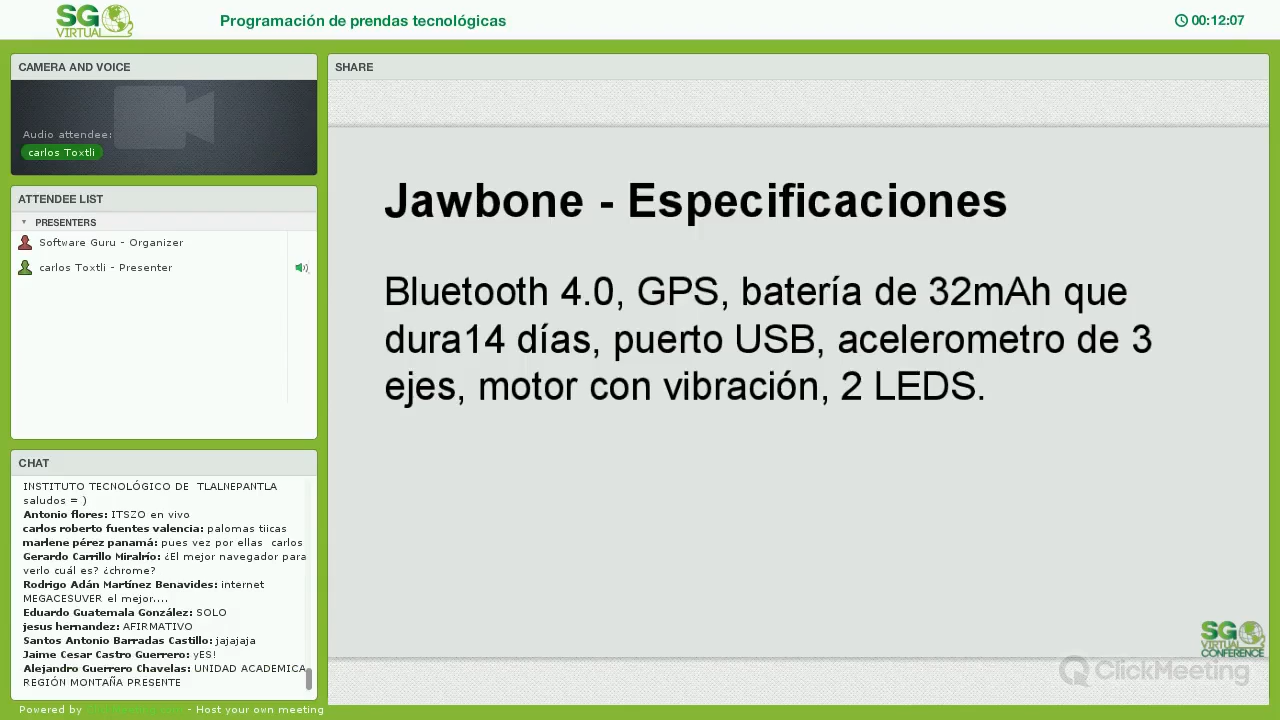 SG
VIRTUAL
Programación de prendas tecnológicas
00:12:07
CAMERA AND VOICE
Audio attendee:
carlos Toxtli
ATTENDEE LIST
PRESENTERS
Software Guru - Organizer
carlos Toxtli - Presenter
CHAT
INSTITUTO TECNOLÓGICO DE TLALNEPANTLA
saludos = )
Antonio flores: ITSZO en vivo
carlos roberto fuentes valencia: palomas tiicas
marlene pérez panamá: pues vez por ellas carlos
Gerardo Carrillo Miralrío: ¿El mejor navegador para
verlo cuál es? ¿chrome?
Rodrigo Adán Martínez Benavides: internet
MEGACESUVER el mejor....
Eduardo Guatemala González: SOLO
jesus hernandez: AFIRMATIVO
Santos Antonio Barradas Castillo: jajajaja
Jaime Cesar Castro Guerrero: yES!
Alejandro Guerrero Chavelas: UNIDAD ACADEMICA
REGIÓN MONTAÑA PRESENTE
Powered by ClickMeeting.com - Host your own meeting
SHARE
Jawbone - Especificaciones
Bluetooth 4.0, GPS, batería de 32mAh que
dura14 días, puerto USB, acelerometro de 3
ejes, motor con vibración, 2 LEDS.
SG
VIRTUAL
CONFERENCE
ClickMeeting